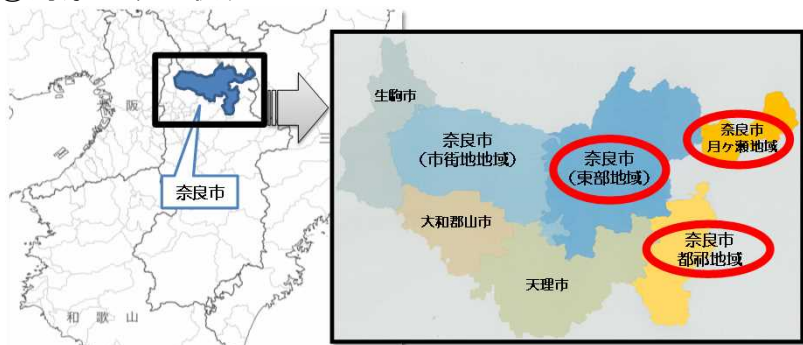 大阪
奈良市
和歌山
生駒市
奈良市
(市街地地域)
奈良市
(東部地域)
奈良市
月ヶ瀬地域
大和郡山市
奈良市
都祁地域
天理市